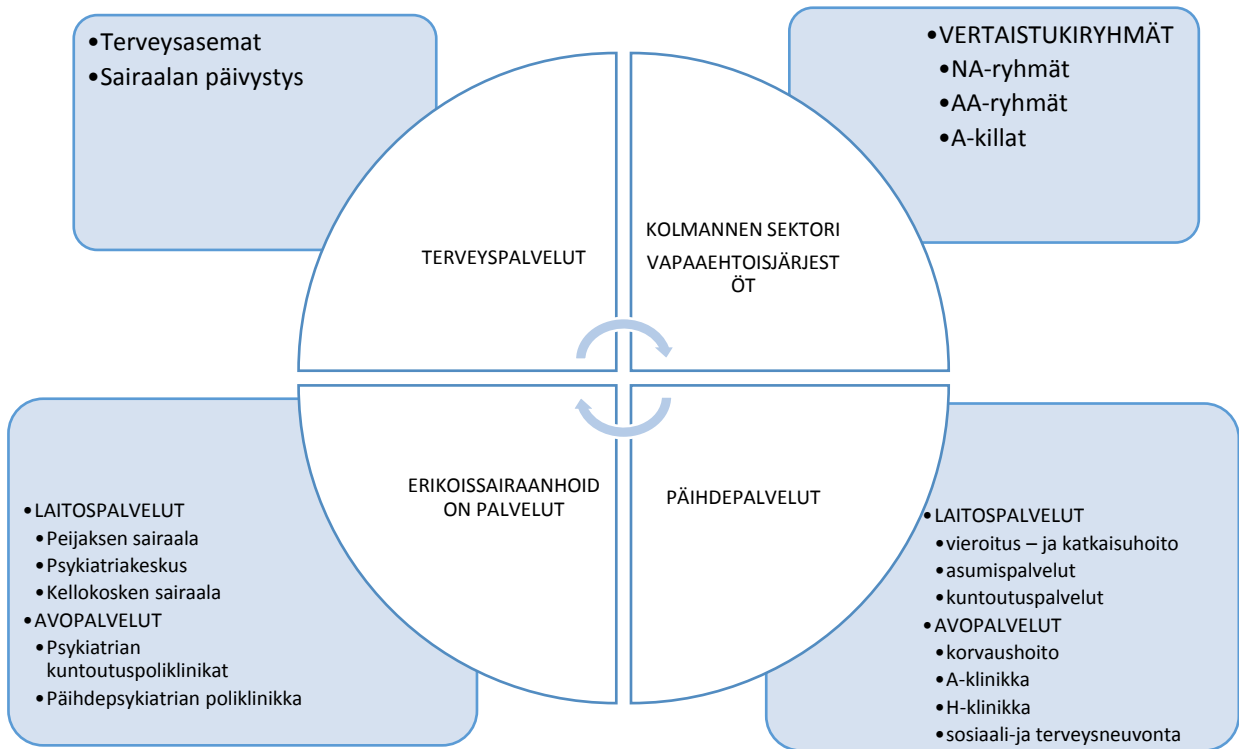 •Terveysasemat
•Sairaalan päivystys
•VERTAISTUKIRYHMÄT
•NA-ryhmät
•AA-ryhmät
•A-killat
TERVEYSPALVELUT
KOLMANNEN SEKTORI
VAPAAEHTOISJÄRJEST
ÖT
ERIKOISSAIRAANHOID
ON PALVELUT
PÄIHDEPALVELUT
•LAITOSPALVELUT
•Peijaksen sairaala
•Psykiatriakeskus
•Kellokosken sairaala
•AVOPALVELUT
•Psykiatrian
kuntoutuspoliklinikat
•Päihdepsykiatrian poliklinikka
•LAITOSPALVELUT
•vieroitus – ja katkaisuhoito
•asumispalvelut
•kuntoutuspalvelut
•AVOPALVELUT
•korvaushoito
•A-klinikka
•H-klinikka
•sosiaali-ja terveysneuvonta